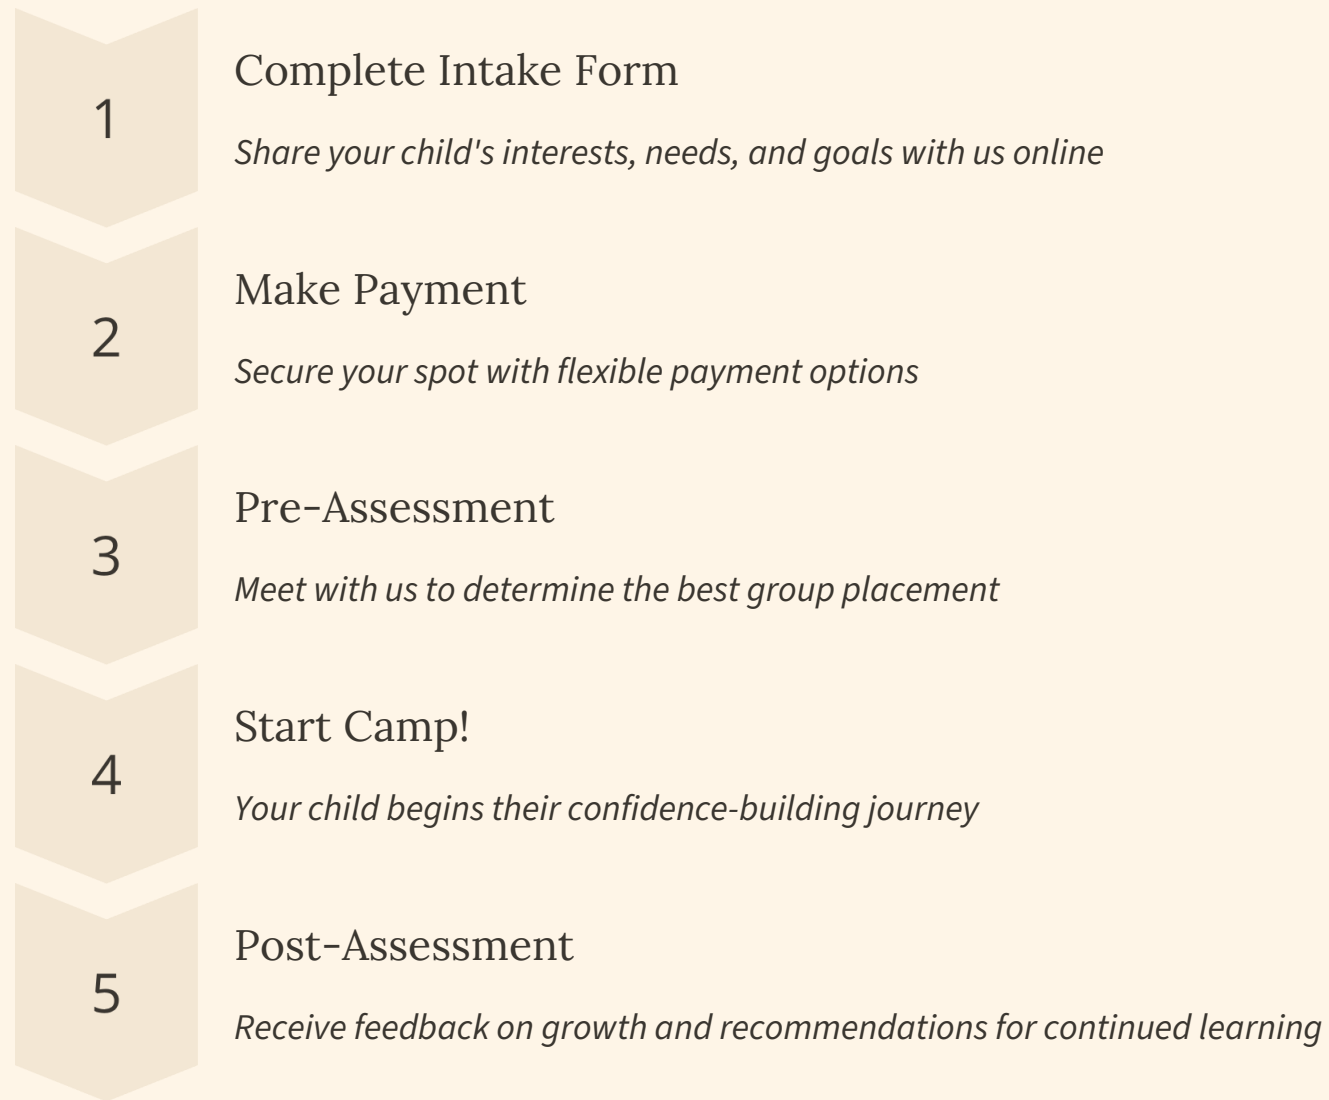 1
Complete Intake Form
Share your child's interests, needs, and goals with us online
2
Make Payment
Secure your spot with flexible payment options
3
Pre-Assessment
Meet with us to determine the best group placement
4
Start Camp!
Your child begins their confidence-building journey
5
Post-Assessment
Receive feedback on growth and recommendations for continued learning